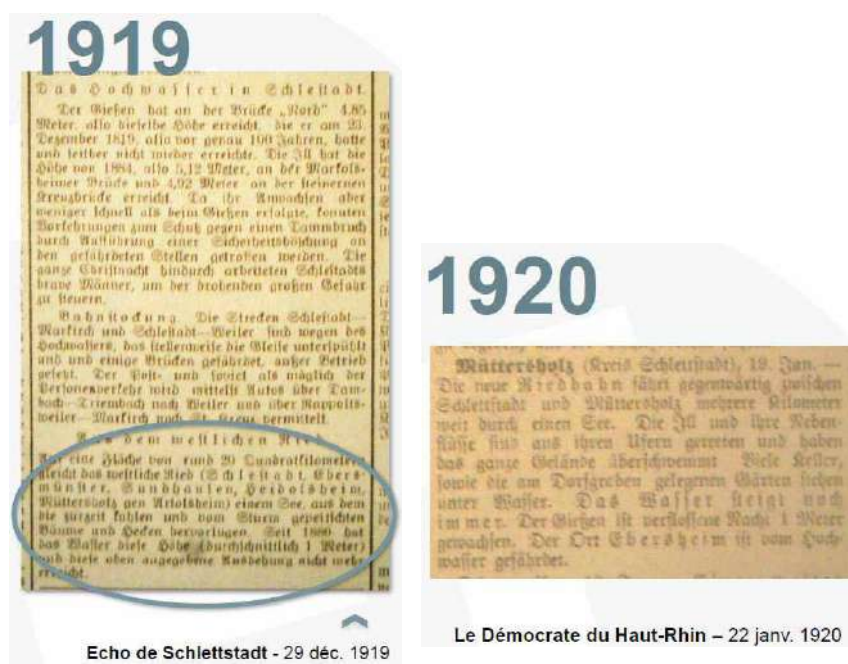 1919
Das Hochwasser in Schlettstadt.
Der Gießen hat an der Brücke „Nord“ 4,85
Meter, also dieselbe Höhe erreicht, die er am 23.
Dezember 1819, also vor genau 100 Jahren, hatte
und seither nicht wieder erreichte. Die Ill hat die
Höhe von 1884, also 5,12 Meter, an der Markols-
heimer Brücke und 4,92 Meter an der steinernen
Kreuzbrücke erreicht. Da ihr Anwachsen aber
weniger schnell als beim Gießen erfolgte, konnten
Vorkehrungen zum Schutz gegen einen Dammbruch
durch Aufführung einer Sicherheitsböschung an
den gefährdeten Stellen getroffen werden. Die
ganze Christnacht hindurch arbeiteten Schlettstadts
brave Männer, um der drohenden großen Gefahr
zu steuern.
Bahnstockung. Die Strecken Schlettstadt—
Markirch und Schlettstadt—Weiler sind wegen des
Hochwassers, das stellenweise die Gleise unterspühlt
und und einige Brücken gefährdet, außer Betrieb
gesetzt. Der Post- und soviel als möglich der
Personenverkehr wird mittels Autos über Dam-
bach—Triembach nach Weiler und über Rappolts-
weiler—Markirch nach St. Kreuz vermittelt.
Aus dem westlichen Ried.
Auf eine Fläche von rund 20 Quadratkilometern
gleicht das westliche Ried (Schlettstadt, Ebers-
münster, Sundhausen, Heidolsheim,
Müttersholz gen Artolsheim) einem See, aus dem
die zurzeit kahlen und vom Sturm gepeitschten
Bäume und Hecken hervorlugen. Seit 1880 hat
das Wasser diese Höhe (durchschnittlich 1 Meter)
und diese oben angegebene Ausdehnung nicht mehr
erreicht.
Echo de Schlettstadt - 29 déc. 1919
1920
Müttersholz (Kreis Schlettstadt), 19. Jan. —
Die neue Riedbahn fährt gegenwärtig zwischen
Schlettstadt und Müttersholz mehrere Kilometer
weit durch einen See. Die Ill und ihre Neben-
flüsse sind aus ihren Ufern getreten und haben
das ganze Gelände überschwemmt. Viele Keller,
sowie die am Dorfgraben gelegenen Gärten stehen
unter Wasser. Das Wasser steigt noch
immer. Der Gießen ist verflossene Nacht 1 Meter
gewachsen. Der Ort Ebersheim ist vom Hoch-
wasser gefährdet.
Le Démocrate du Haut-Rhin – 22 janv. 1920